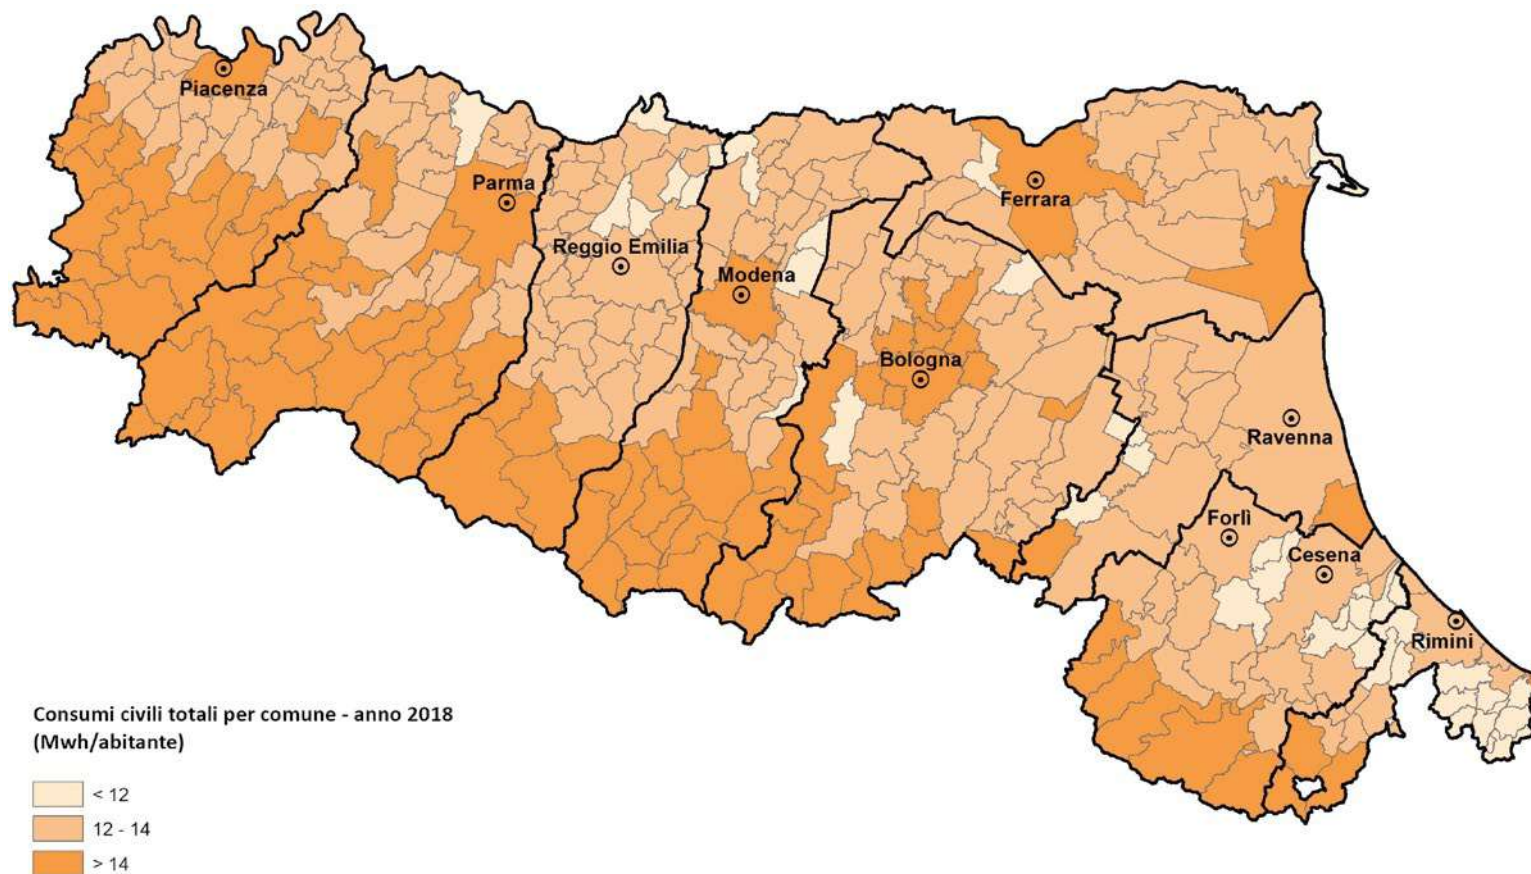 Piacenza
Parma
Reggio Emilia
Modena
Ferrara
Bologna
Ravenna
Forlì
Cesena
Rimini
Consumi civili totali per comune - anno 2018
(Mwh/abitante)
< 12
12 - 14
> 14